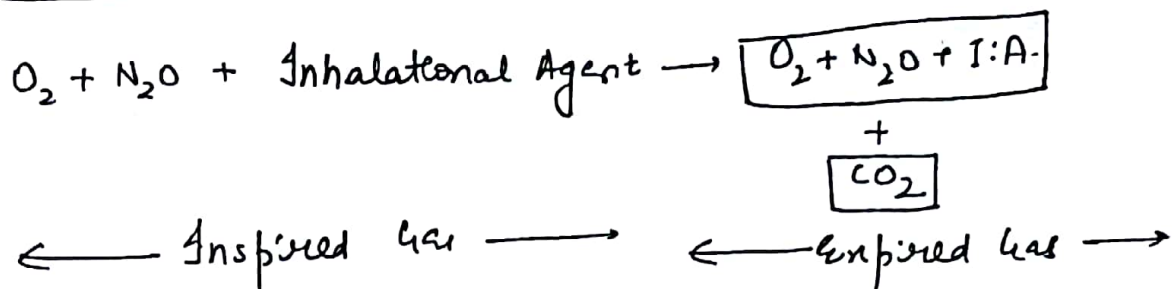 O₂ + N₂O + Inhalational Agent → O₂ + N₂O + I.A.
+
CO₂
← Inspired Gas → ← Expired Gas →